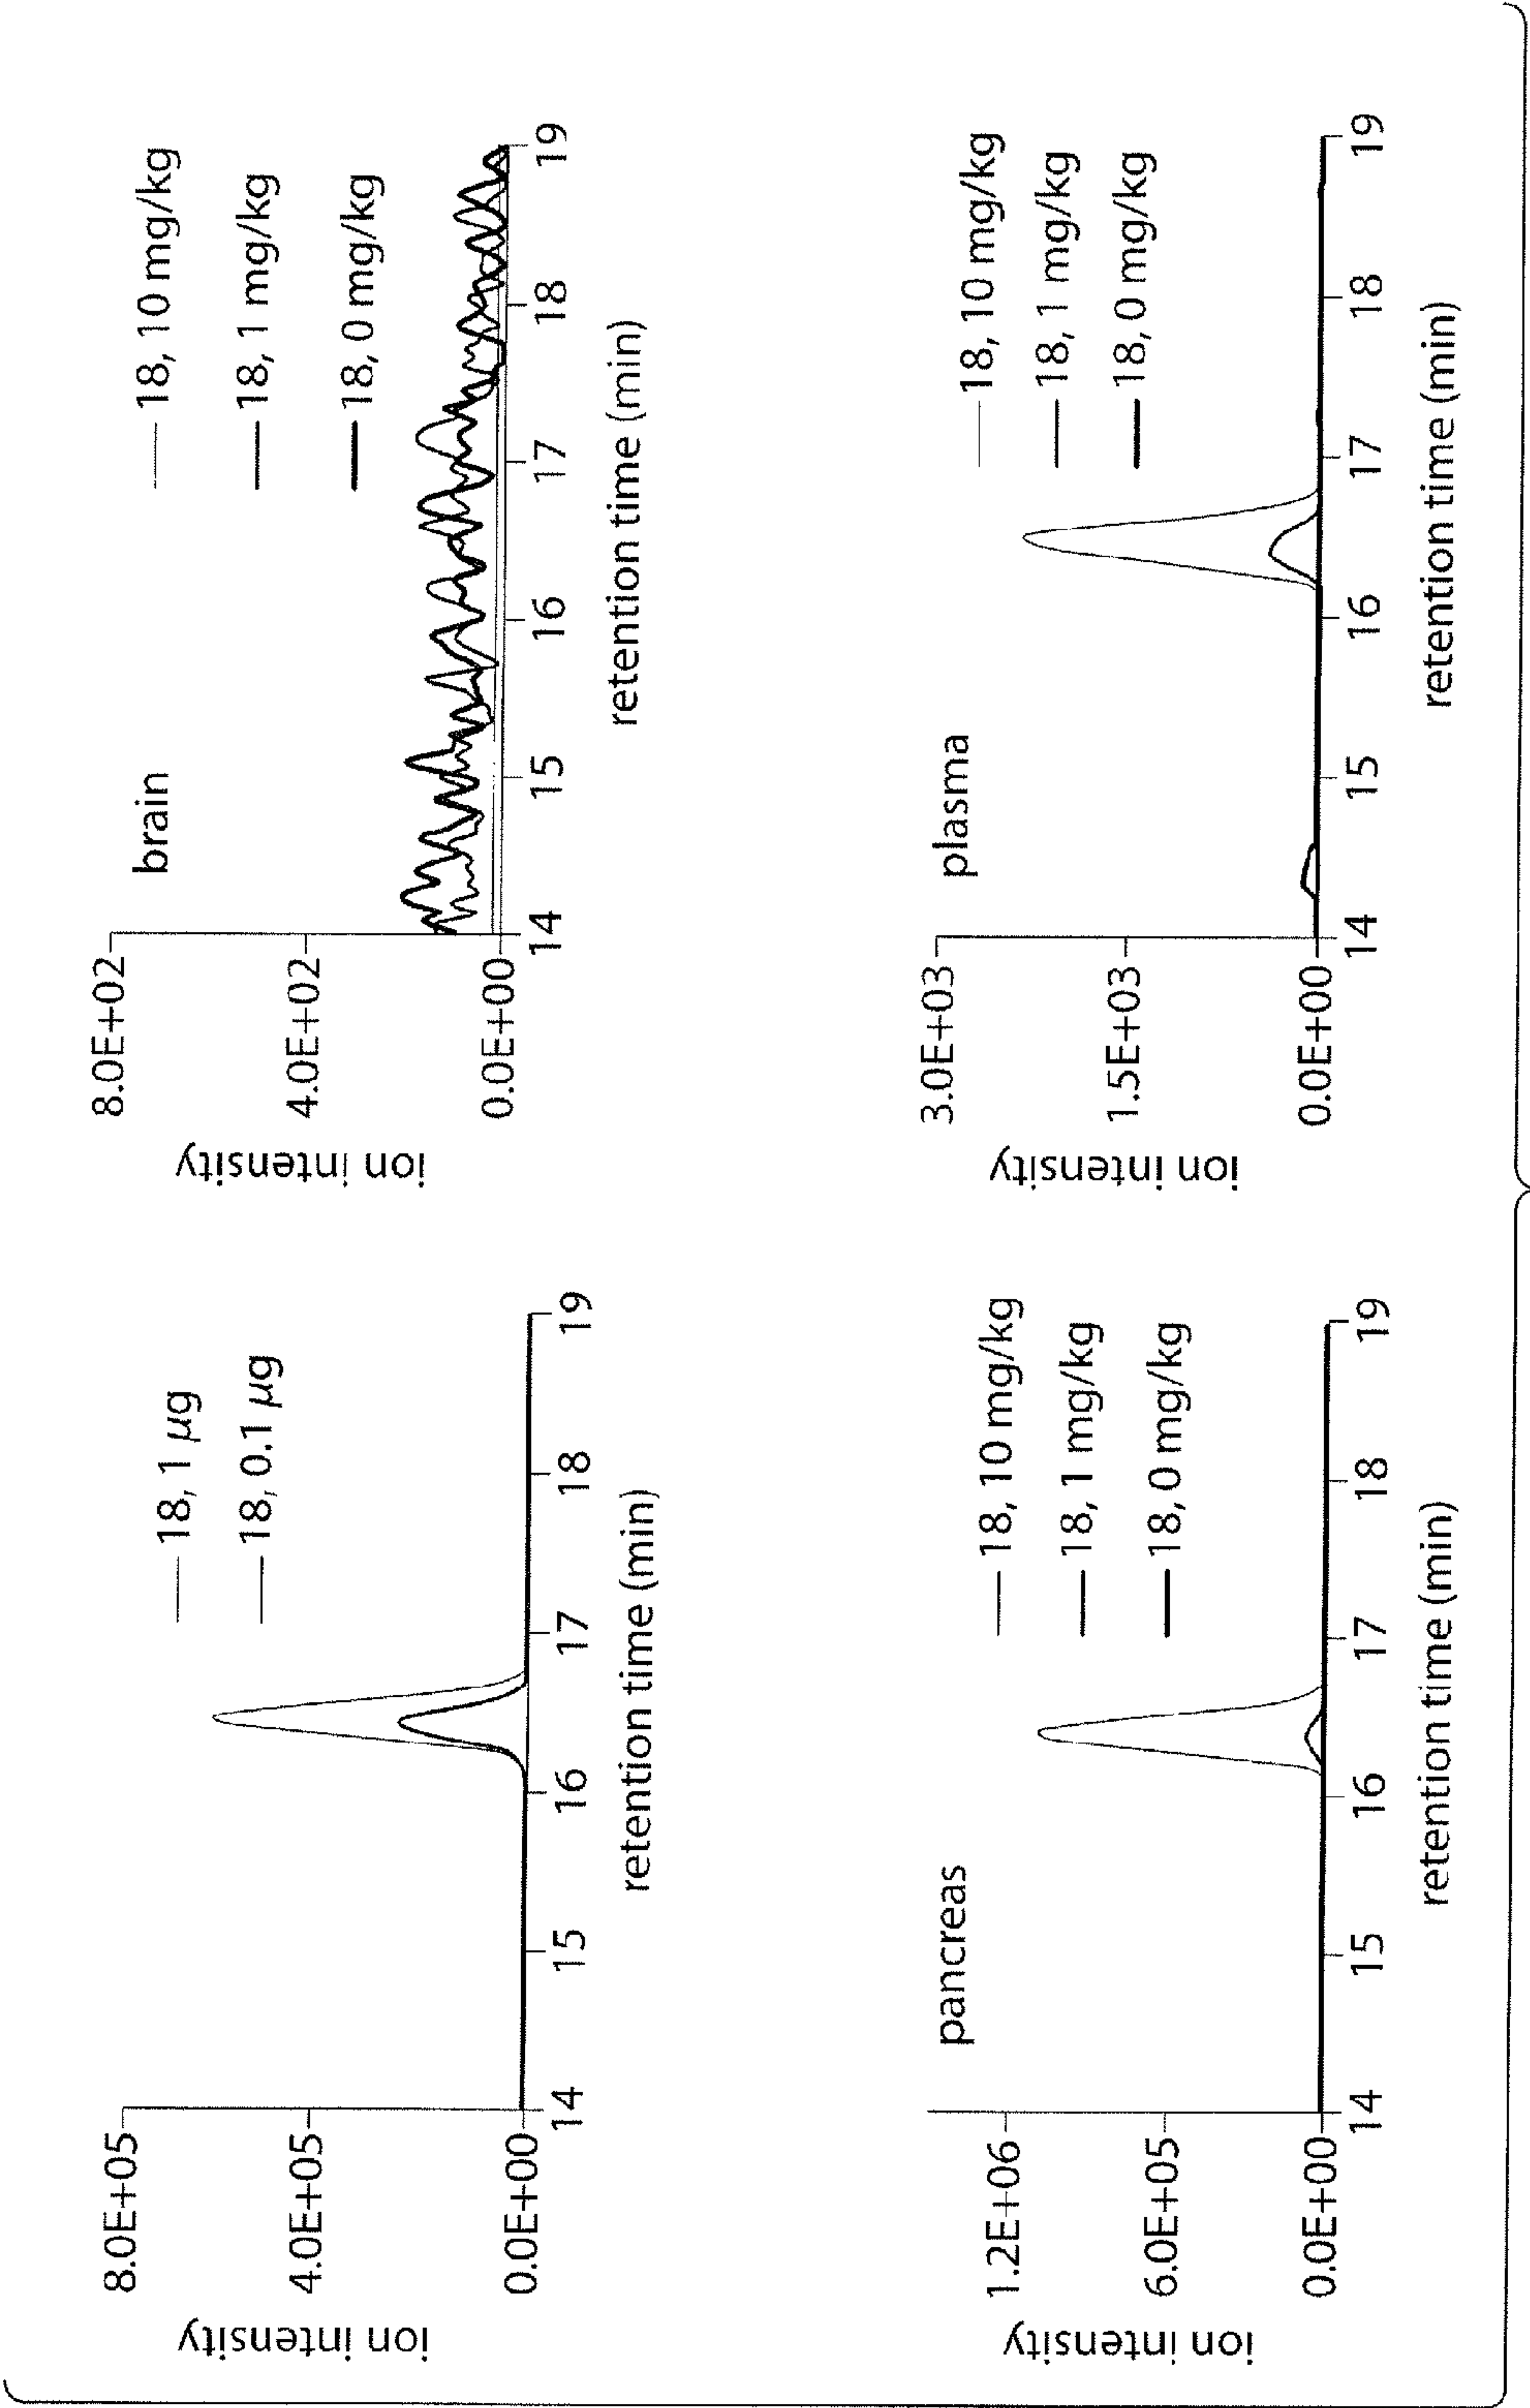 8.0E+05
4.0E+05
0.0E+00
ion intensity
18, 1 μg
18, 0.1 μg
14 15 16 17 18 19
retention time (min)
brain
8.0E+02
4.0E+02
0.0E+00
ion intensity
18, 10 mg/kg
18, 1 mg/kg
18, 0 mg/kg
14 15 16 17 18 19
retention time (min)
pancreas
1.2E+06
6.0E+05
0.0E+00
ion intensity
18, 10 mg/kg
18, 1 mg/kg
18, 0 mg/kg
14 15 16 17 18 19
retention time (min)
plasma
3.0E+03
1.5E+03
0.0E+00
ion intensity
18, 10 mg/kg
18, 1 mg/kg
18, 0 mg/kg
14 15 16 17 18 19
retention time (min)